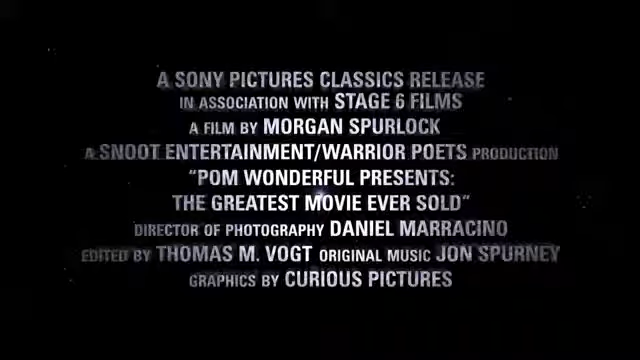 A SONY PICTURES CLASSICS RELEASE
IN ASSOCIATION WITH STAGE 6 FILMS
A FILM BY MORGAN SPURLOCK
A SNOOT ENTERTAINMENT/WARRIOR POETS PRODUCTION
“POM WONDERFUL PRESENTS:
THE GREATEST MOVIE EVER SOLD”
DIRECTOR OF PHOTOGRAPHY DANIEL MARRACINO
EDITED BY THOMAS M. VOGT ORIGINAL MUSIC JON SPURNEY
GRAPHICS BY CURIOUS PICTURES